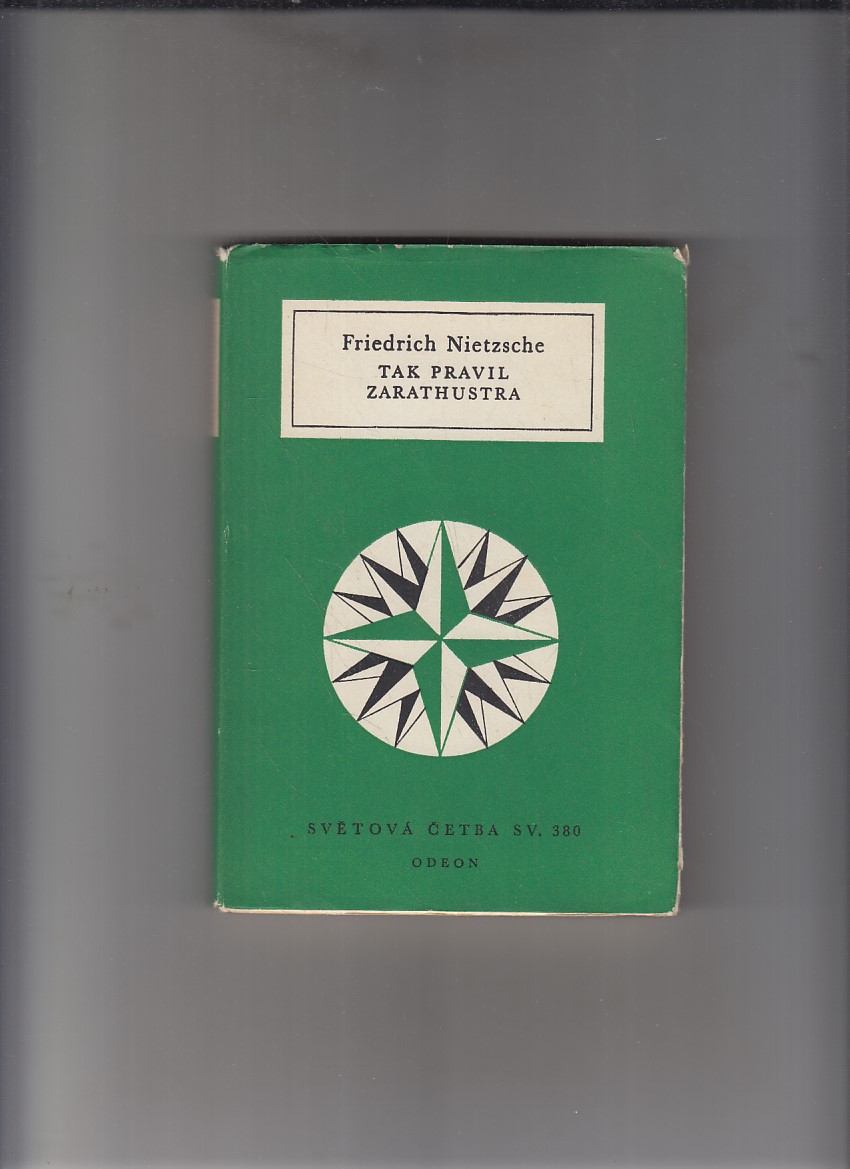 Friedrich Nietzsche
TAK PRAVIL
ZARATHUSTRA
SVĚTOVÁ ČETBA SV. 380
ODEON